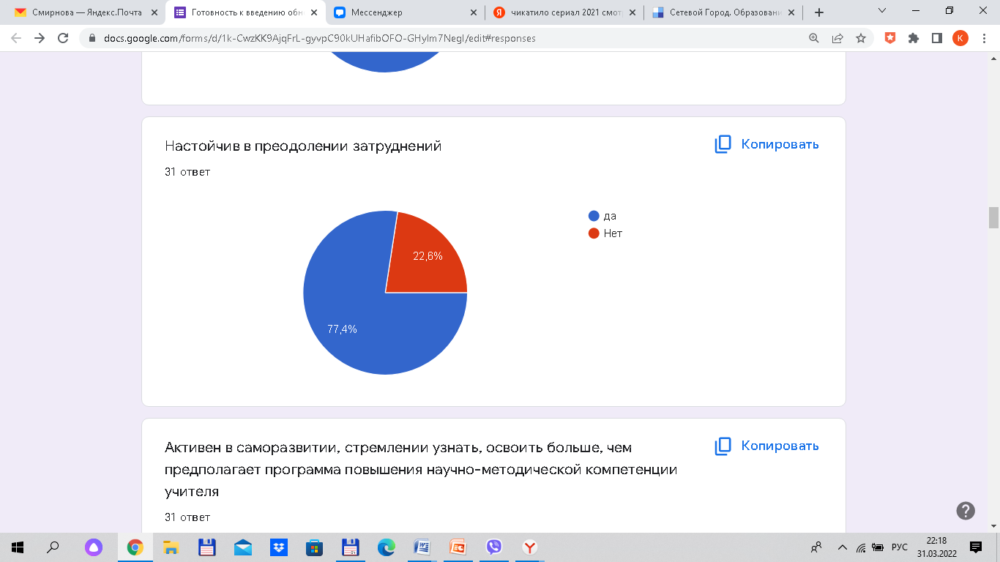 Смирнова — Яндекс.Почта
Готовность к введению обн
Мессенджер
Я
чикатило сериал 2021 смот
Сетевой Город. Образовани
docs.google.com/forms/d/1k-CwzKK9AjqFrL-gyvpC90kUHafibOFO-GHylm7NegI/edit#responses
К
Настойчив в преодолении затруднений
Копировать
31 ответ
да
Нет
22,6%
77,4%
Активен в саморазвитии, стремлении узнать, освоить больше, чем
предполагает программа повышения научно-методической компетенции
учителя
Копировать
31 ответ
РУС
22:18
31.03.2022